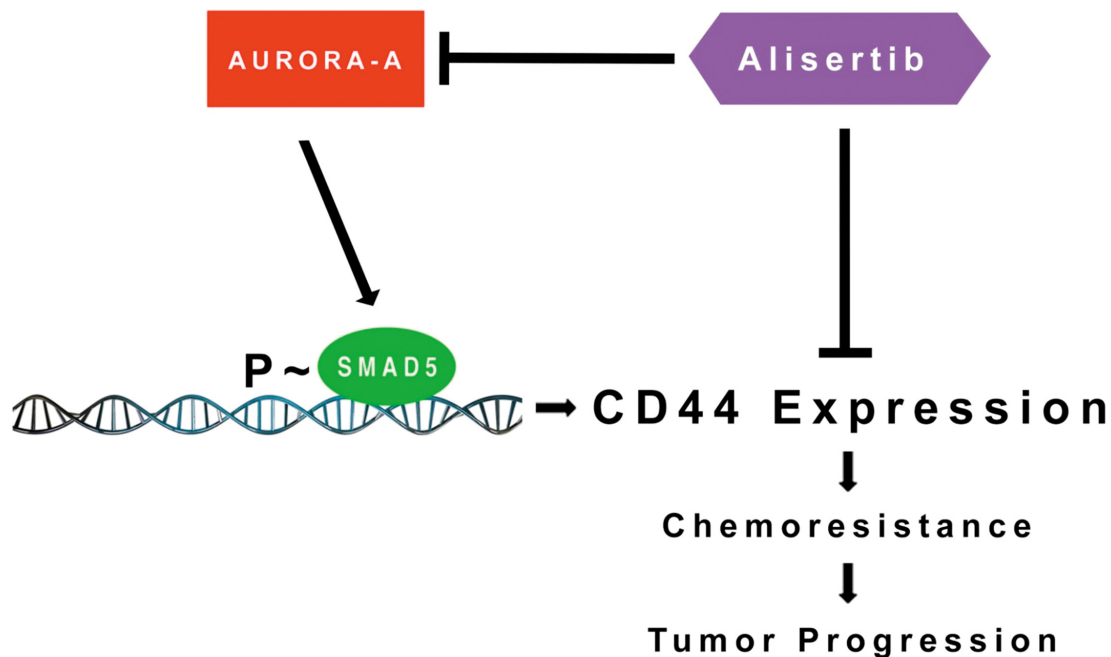 AURORA-A
Alisertib
P ~ SMAD5
CD44 Expression
Chemoresistance
Tumor Progression